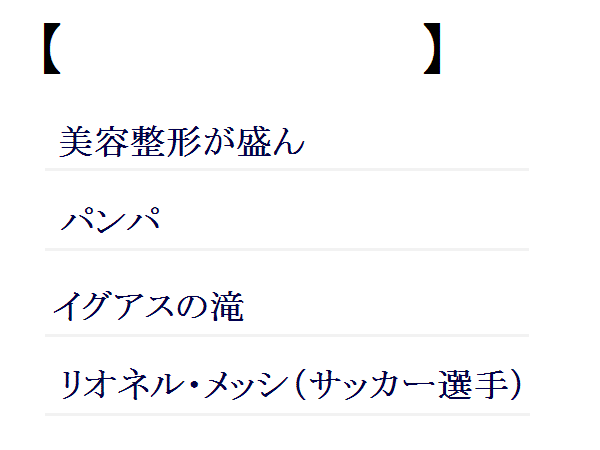 【　　　　　　　　】
美容整形が盛ん
パンパ
イグアスの滝
リオネル・メッシ(サッカー選手)